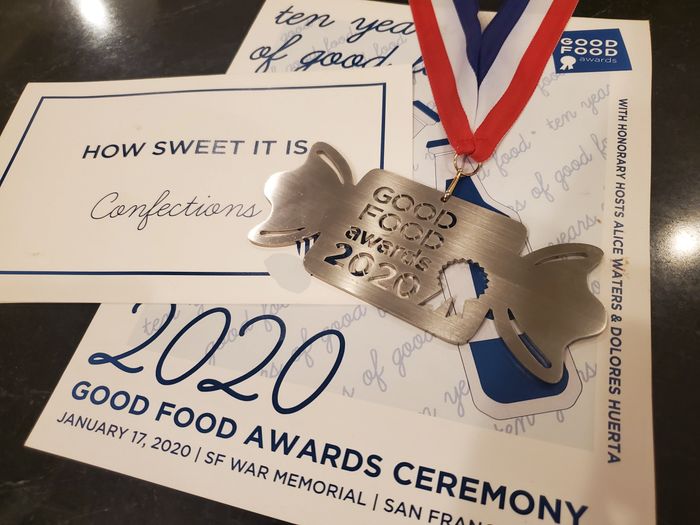 ten yea
of good f
GOOD
FOOD
awards
HOW SWEET IT IS
Confections
GOOD
FOOD
awards
2020
WITH HONORARY HOSTS ALICE WATERS & DOLORES HUERTA
2020
GOOD FOOD AWARDS CEREMONY
JANUARY 17, 2020 | SF WAR MEMORIAL | SAN FRAN